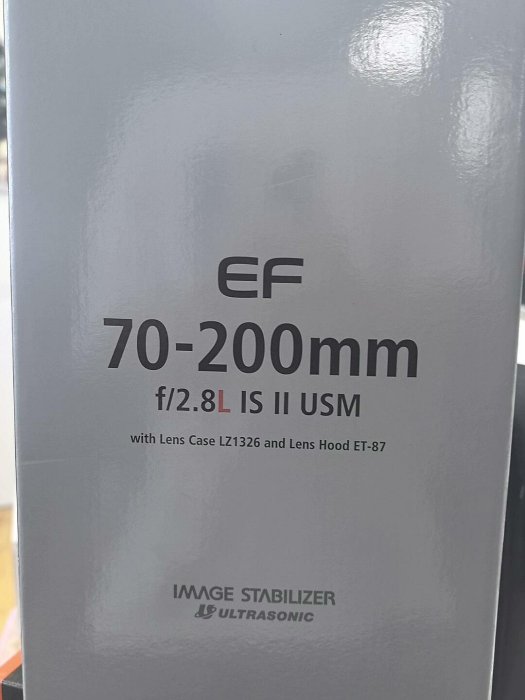 EF
70-200mm
f/2.8L IS II USM
with Lens Case LZ1326 and Lens Hood ET-87
IMAGE STABILIZER
ULTRASONIC